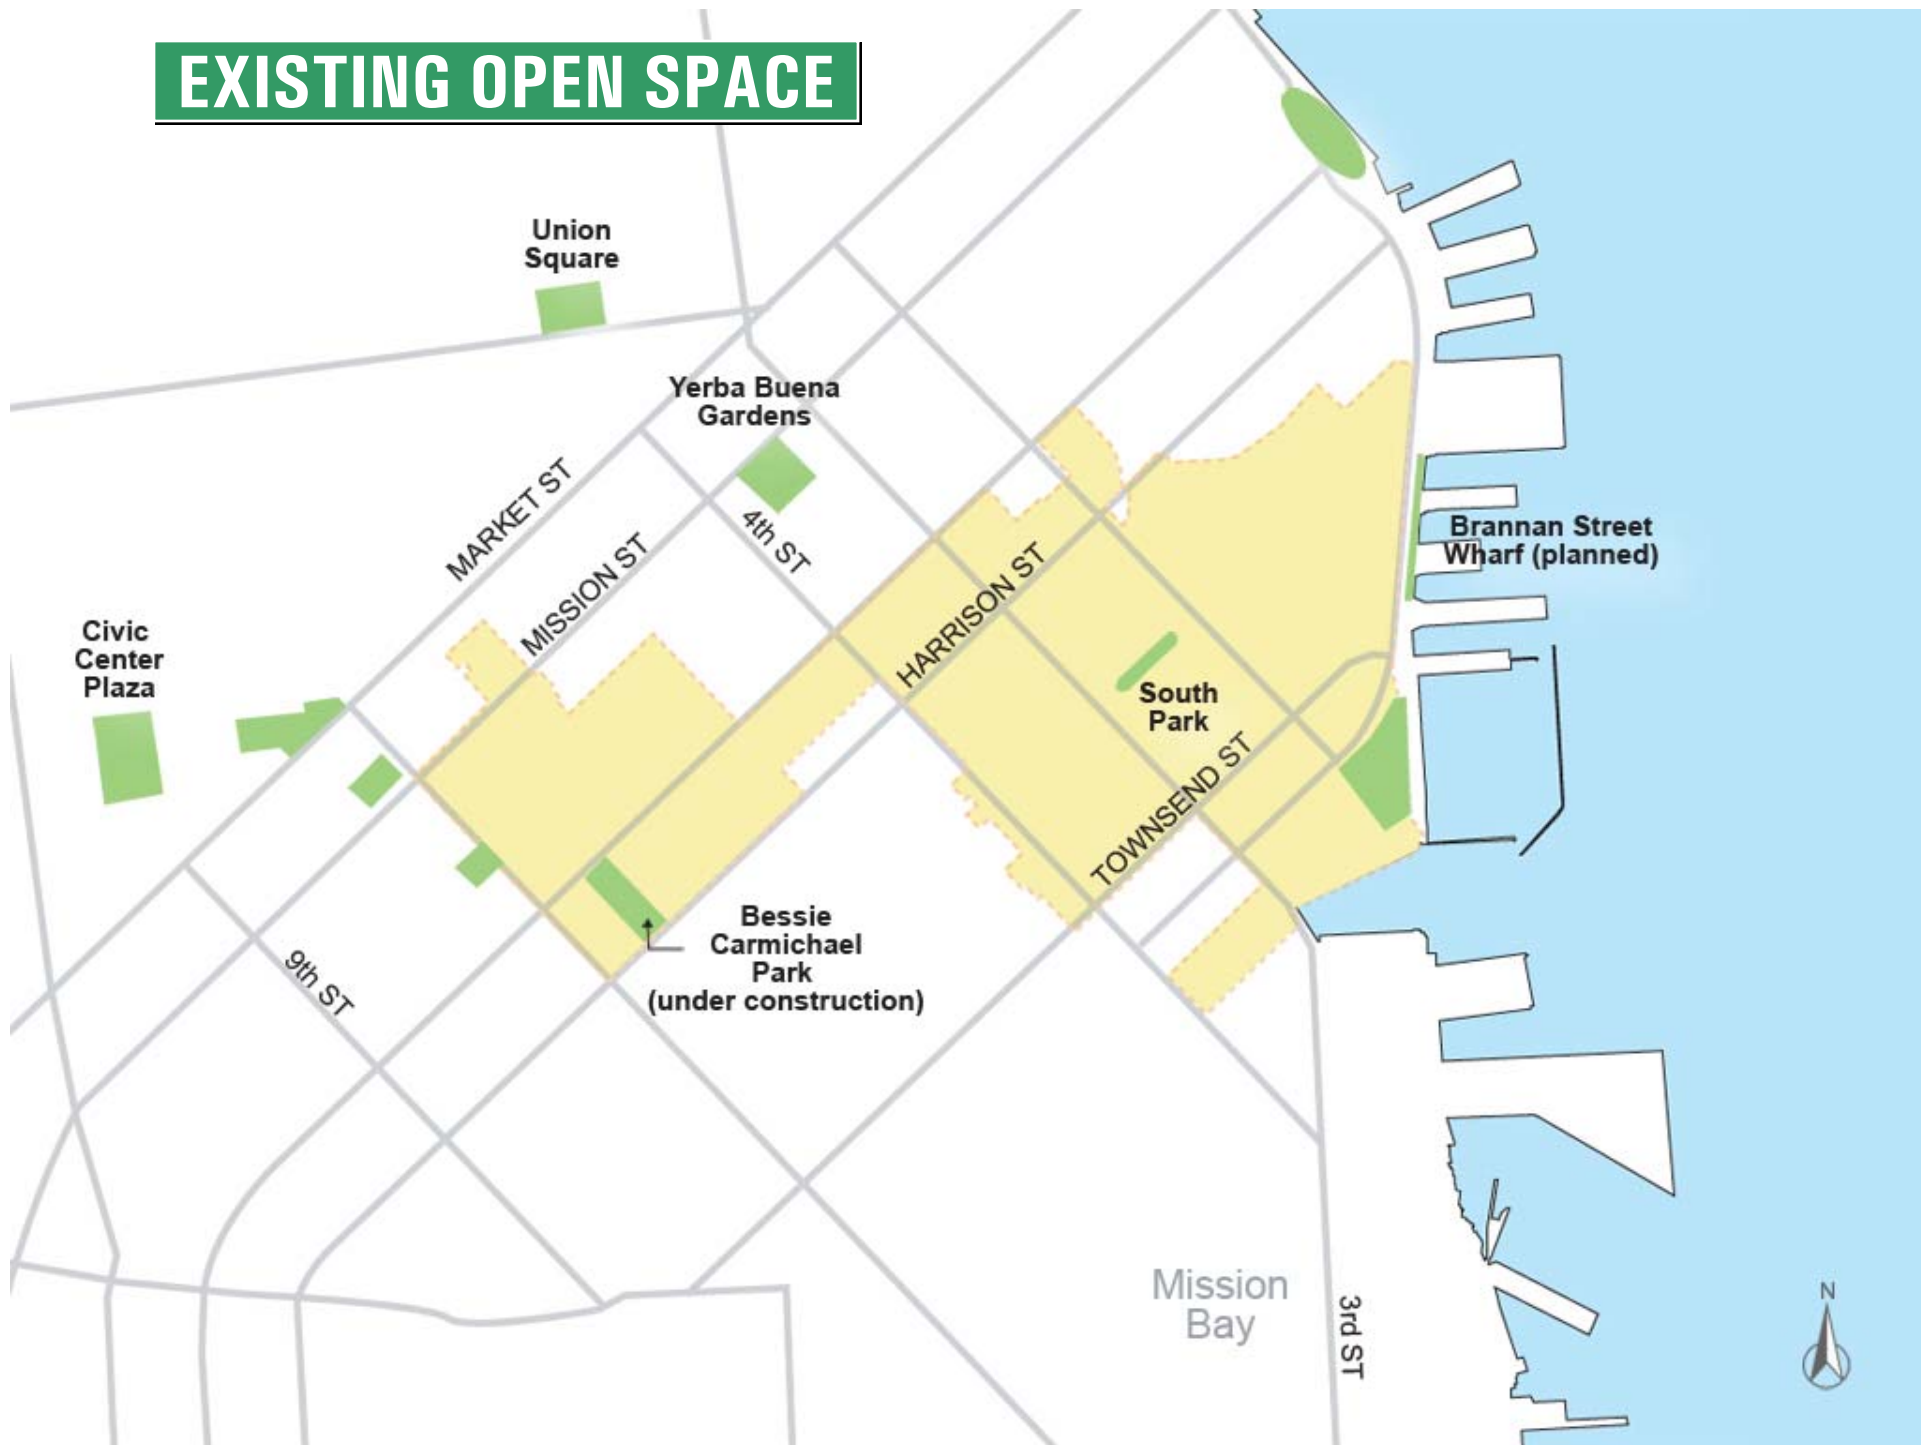 EXISTING OPEN SPACE
Union
Square
Yerba Buena
Gardens
MARKET ST
MISSION ST
4th ST
HARRISON ST
Brannan Street
Wharf (planned)
Civic
Center
Plaza
South
Park
TOWNSEND ST
Bessie
Carmichael
Park
(under construction)
9th ST
Mission
Bay
3rd ST
N